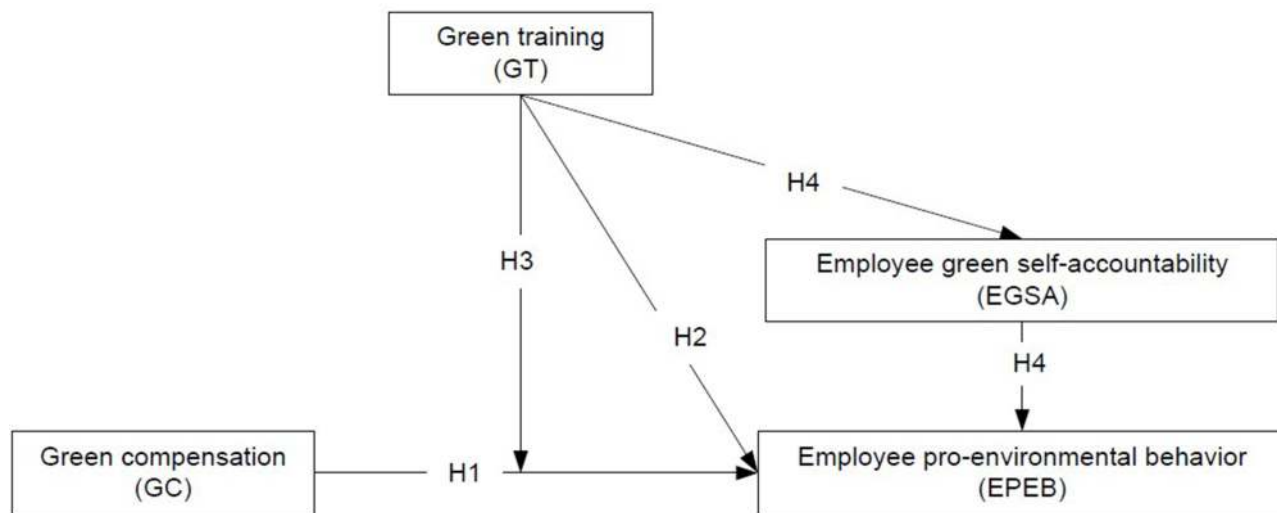 Green training
(GT)
H4
H3
Employee green self-accountability
(EGSA)
H2
H4
Green compensation
(GC)
H1
Employee pro-environmental behavior
(EPEB)